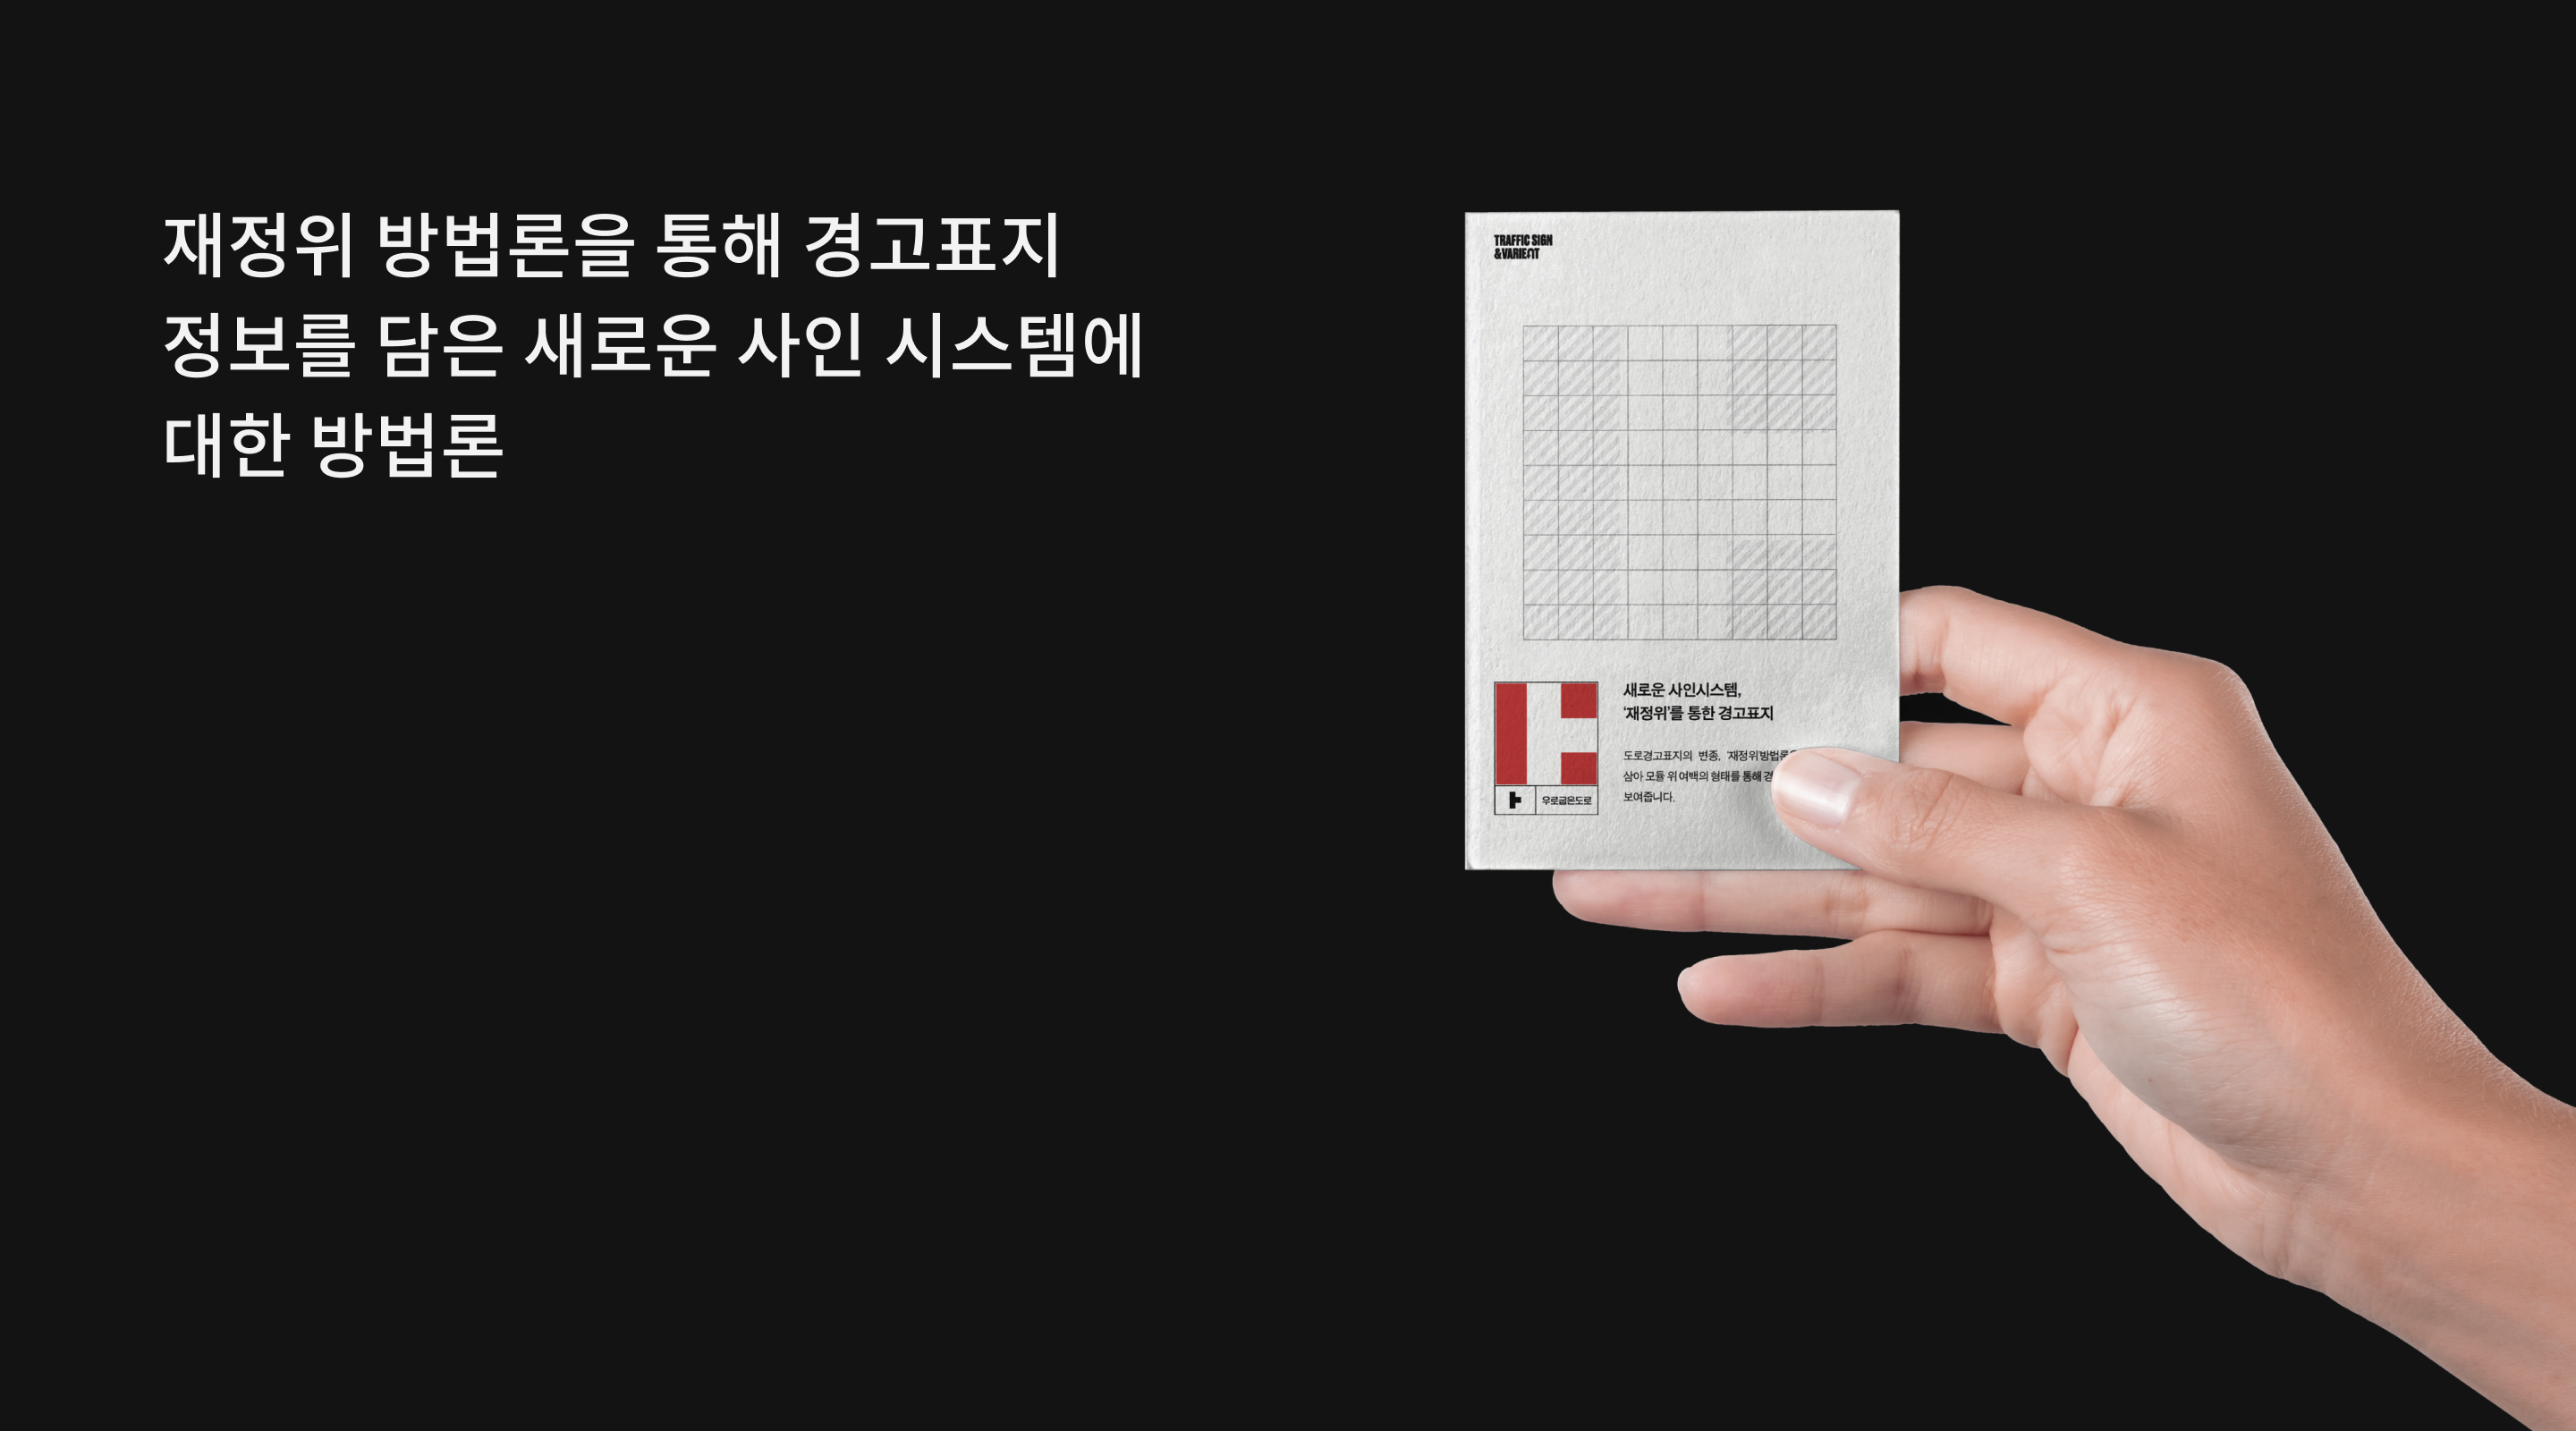 재정위 방법론을 통해 경고표지
정보를 담은 새로운 사인 시스템에
대한 방법론
TRAFFIC SIGN
&VARIEΩT
새로운 사인시스템,
‘재정위’를 통한 경고표지
도로경고표지의 변종, ‘재정위’방법론
삼아 모듈 위 여백의 형태를 통해
보여줍니다.
우로굽은도로